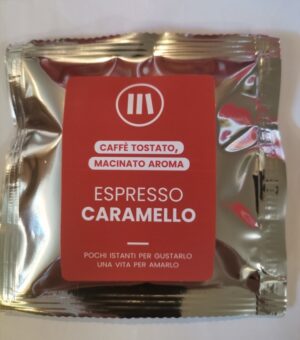 CAFFÈ TOSTATO,
MACINATO AROMA
ESPRESSO
CARAMELLO
POCHI ISTANTI PER GUSTARLO
UNA VITA PER AMARLO